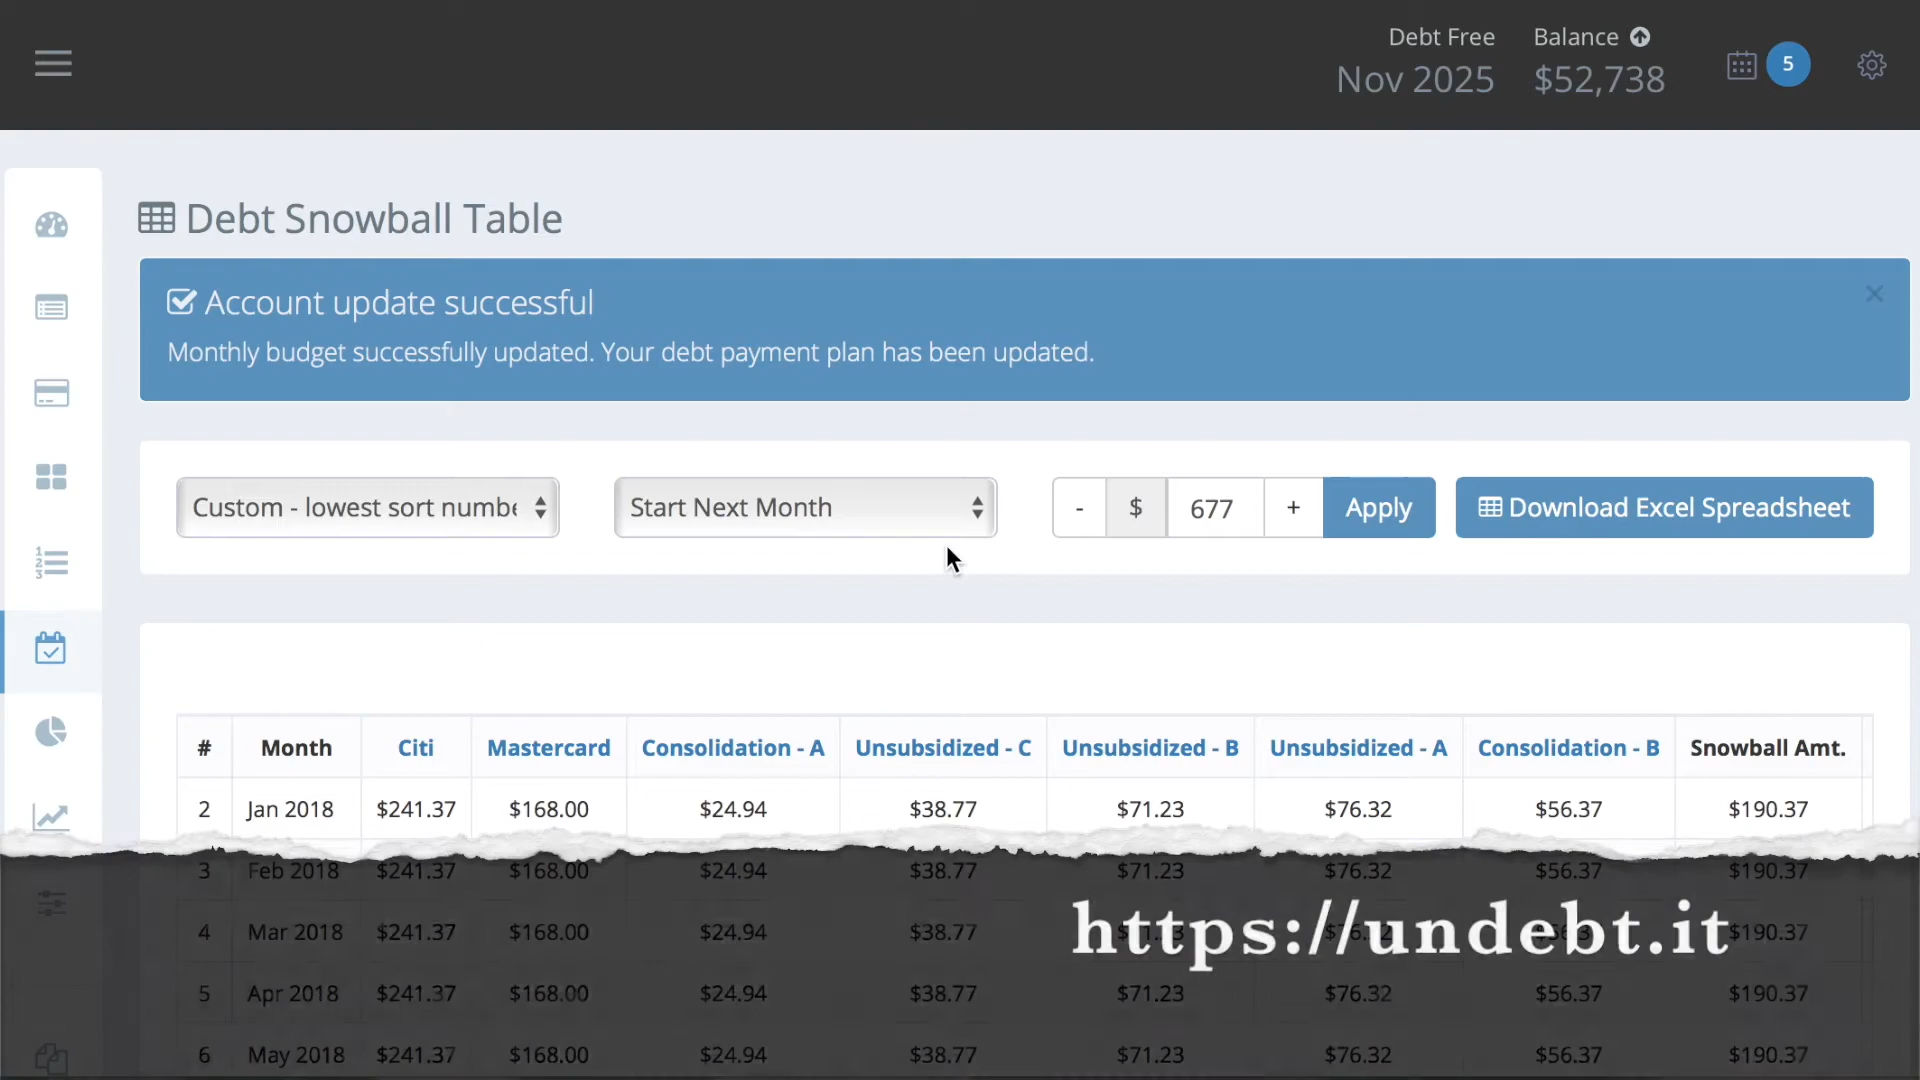 Debt Free Balance
Nov 2025 $52,738 5
Debt Snowball Table
Account update successful
Monthly budget successfully updated. Your debt payment plan has been updated.
Custom - lowest sort numbe Start Next Month - $ 677 + Apply Download Excel Spreadsheet
# Month Citi Mastercard Consolidation - A Unsubsidized - C Unsubsidized - B Unsubsidized - A Consolidation - B Snowball Amt.
2 Jan 2018 $241.37 $168.00 $24.94 $38.77 $71.23 $76.32 $56.37 $190.37
3 Feb 2018 $241.37 $168.00 $24.94 $38.77 $71.23 $76.32 $56.37 $190.37
4 Mar 2018 $241.37 $168.00 $24.94 $38.77 $190.37
https://undebt.it
5 Apr 2018 $241.37 $168.00 $24.94 $38.77 $71.23 $76.32 $56.37 $190.37
6 May 2018 $241.37 $168.00 $24.94 $38.77 $71.23 $76.32 $56.37 $190.37